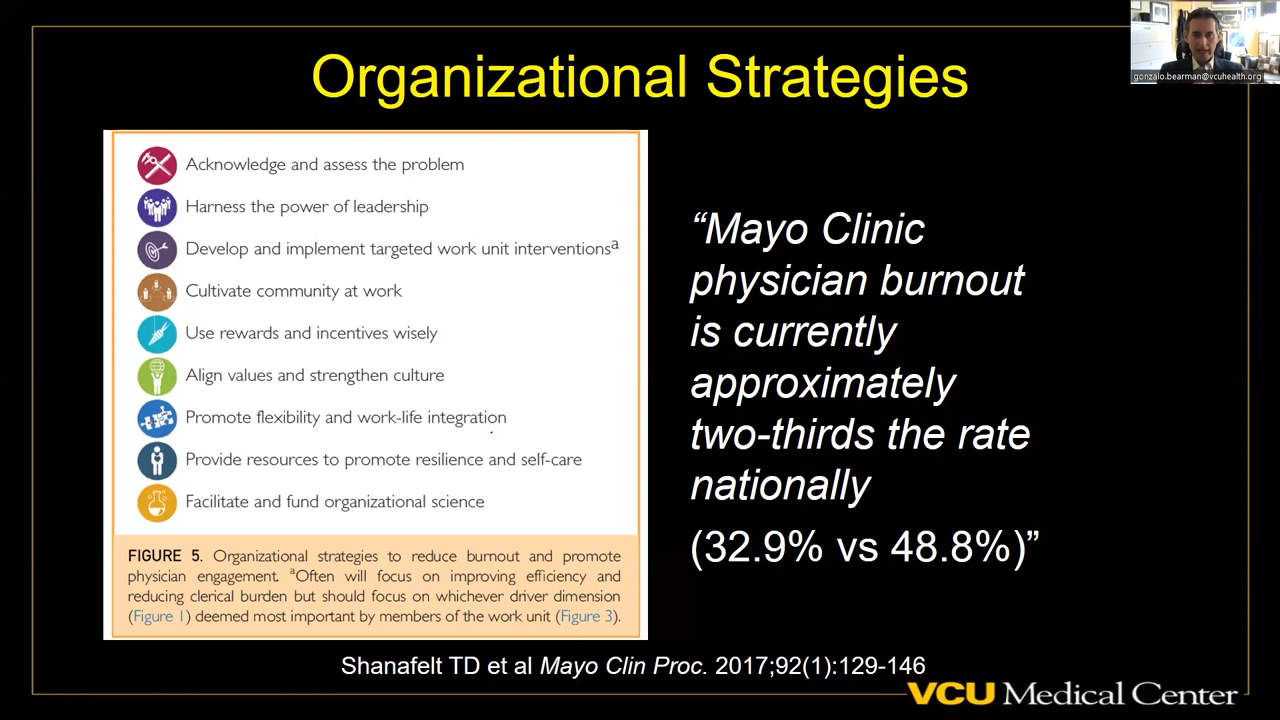 Organizational Strategies
gonzalo.bearman@vcuhealth.org
Acknowledge and assess the problem
Harness the power of leadership
Develop and implement targeted work unit interventionsª
Cultivate community at work
Use rewards and incentives wisely
Align values and strengthen culture
Promote flexibility and work-life integration
Provide resources to promote resilience and self-care
Facilitate and fund organizational science
FIGURE 5. Organizational strategies to reduce burnout and promote
physician engagement. ªOften will focus on improving efficiency and
reducing clerical burden but should focus on whichever driver dimension
(Figure 1) deemed most important by members of the work unit (Figure 3).
“Mayo Clinic
physician burnout
is currently
approximately
two-thirds the rate
nationally
(32.9% vs 48.8%)”
Shanafelt TD et al Mayo Clin Proc. 2017;92(1):129-146
VCU Medical Center